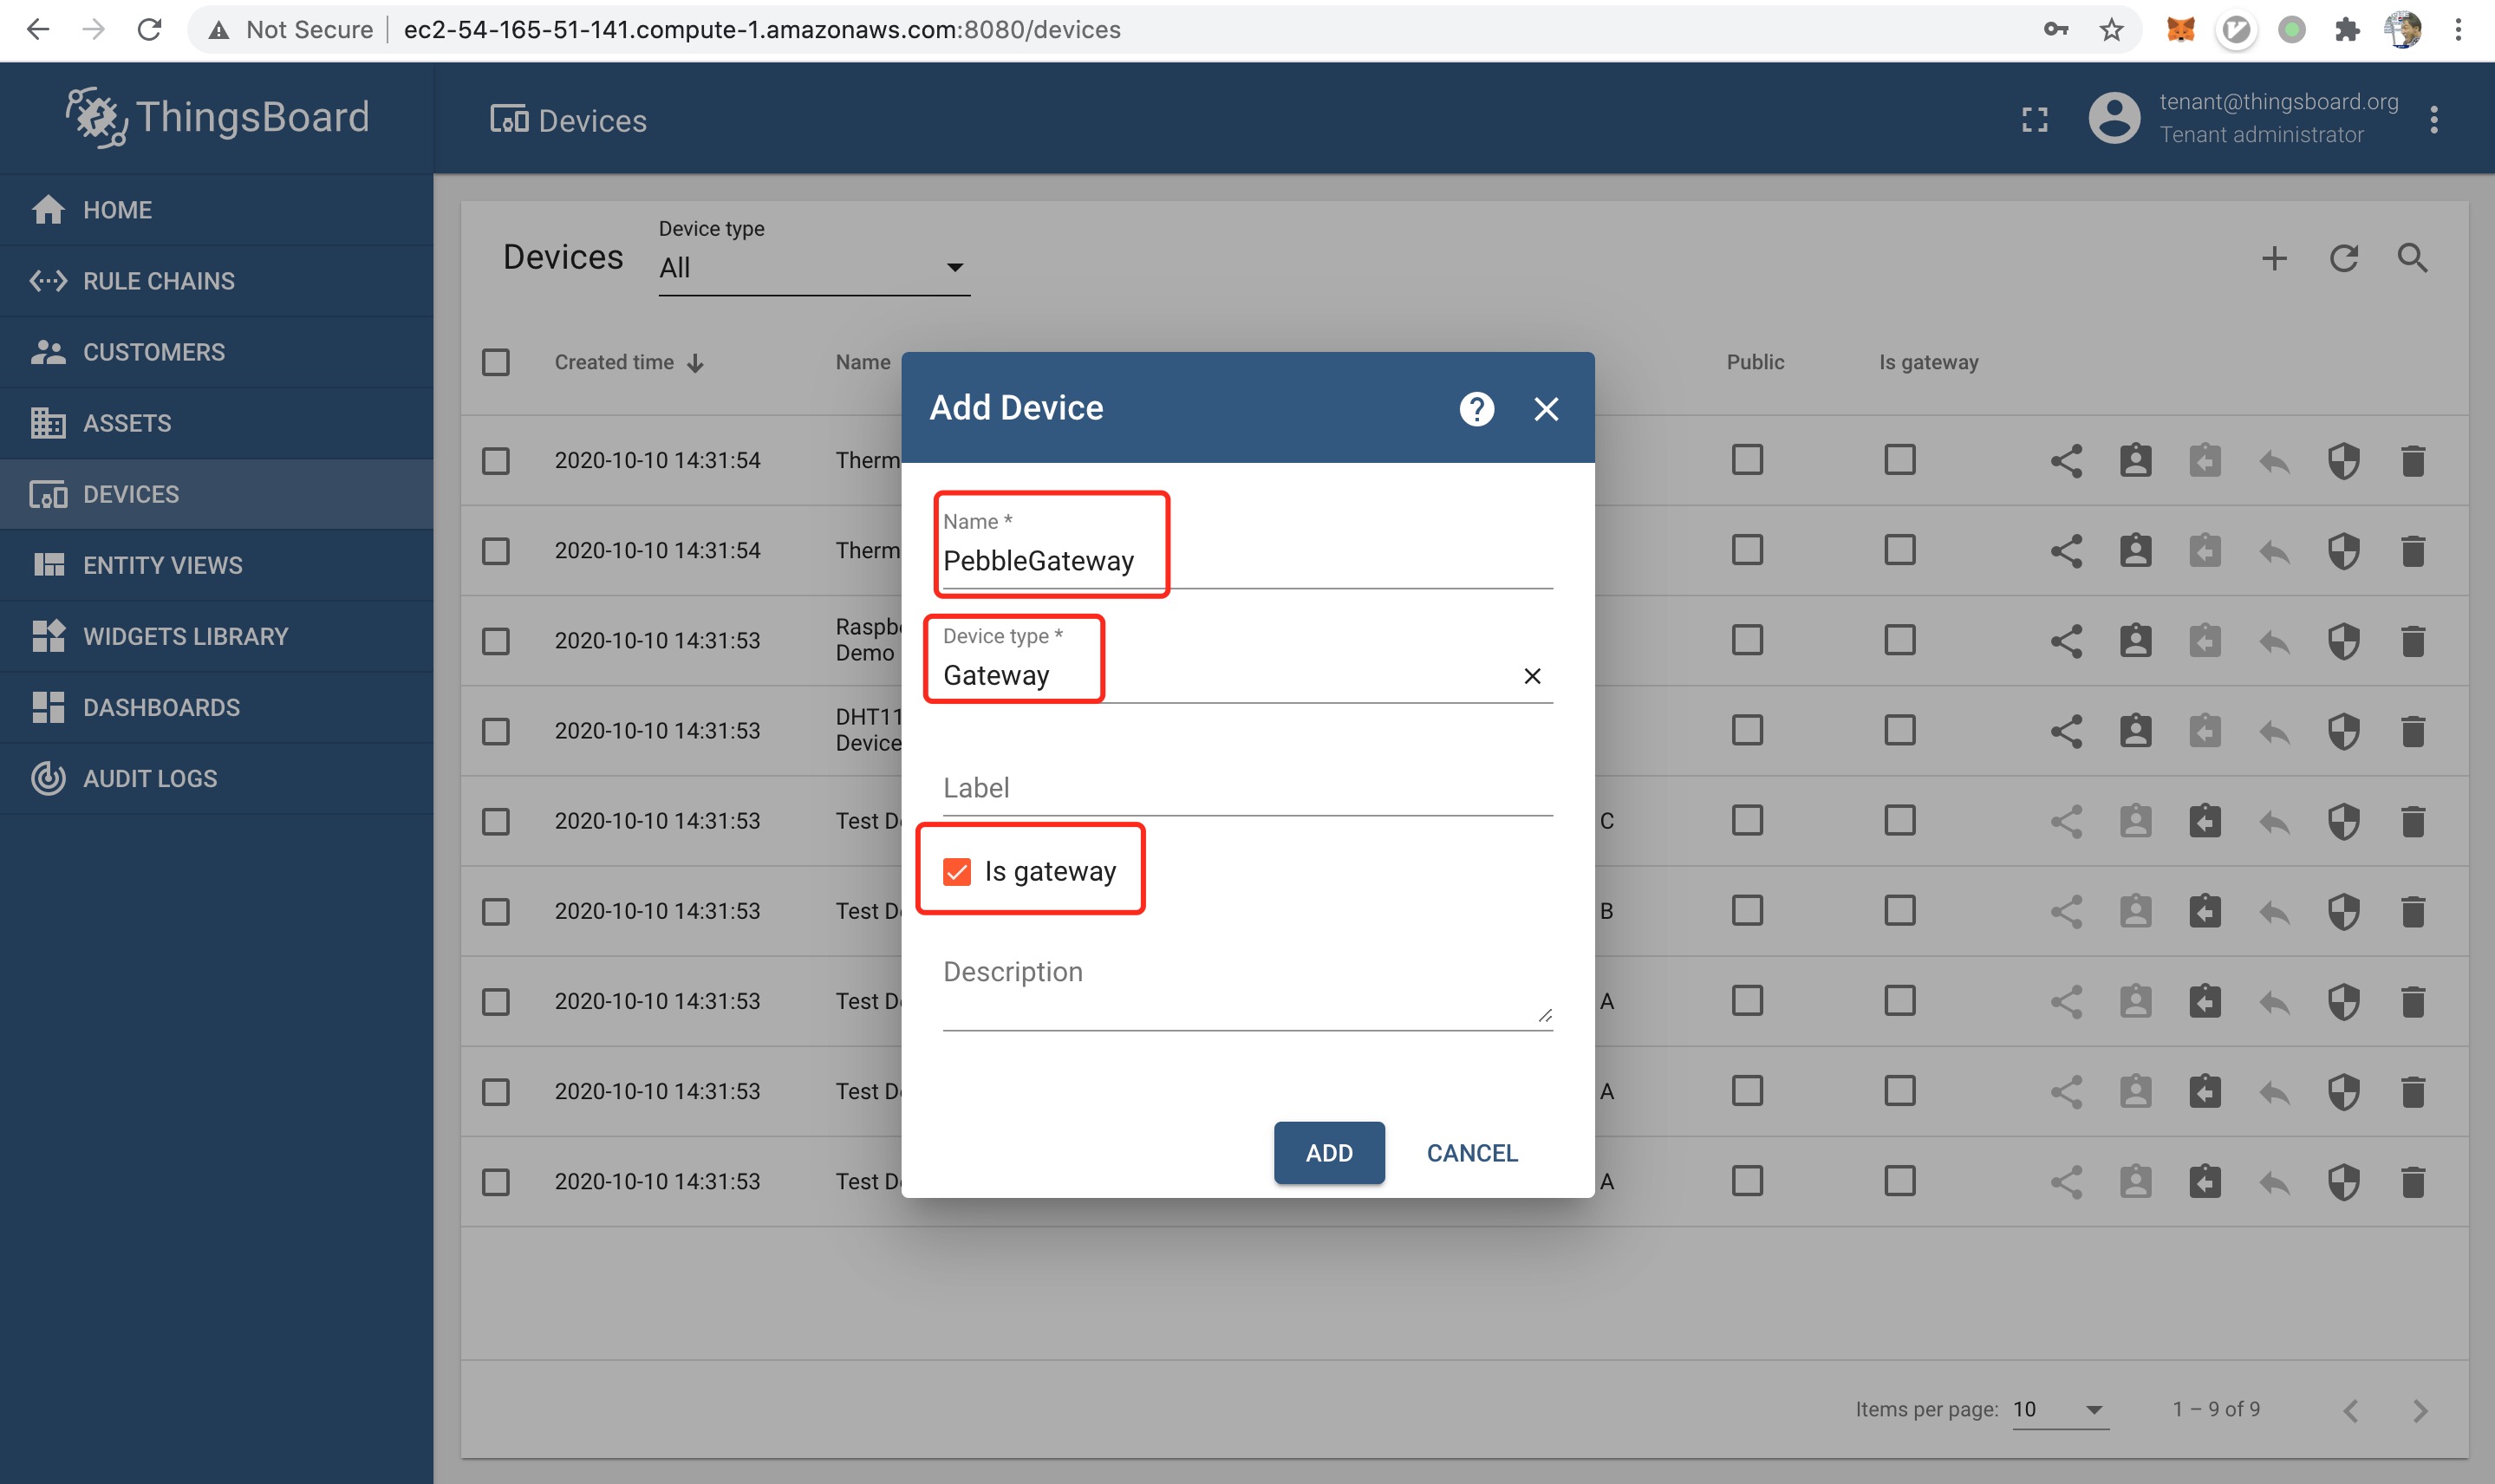 Not Secure ec2-54-165-51-141.compute-1.amazonaws.com:8080/devices
ThingsBoard
Devices
tenant@thingsboard.org
Tenant administrator
HOME
RULE CHAINS
CUSTOMERS
ASSETS
DEVICES
ENTITY VIEWS
WIDGETS LIBRARY
DASHBOARDS
AUDIT LOGS
Devices
Device type
All
Created time Name Public Is gateway
2020-10-10 14:31:54 Therm
2020-10-10 14:31:54 Therm
2020-10-10 14:31:53 Raspb
Demo
2020-10-10 14:31:53 DHT11
Device
2020-10-10 14:31:53 Test D C
2020-10-10 14:31:53 Test D B
2020-10-10 14:31:53 Test D A
2020-10-10 14:31:53 Test D A
2020-10-10 14:31:53 Test D A
Add Device
Name *
PebbleGateway
Device type *
Gateway
Label
Is gateway
Description
ADD CANCEL
Items per page: 10 1 – 9 of 9